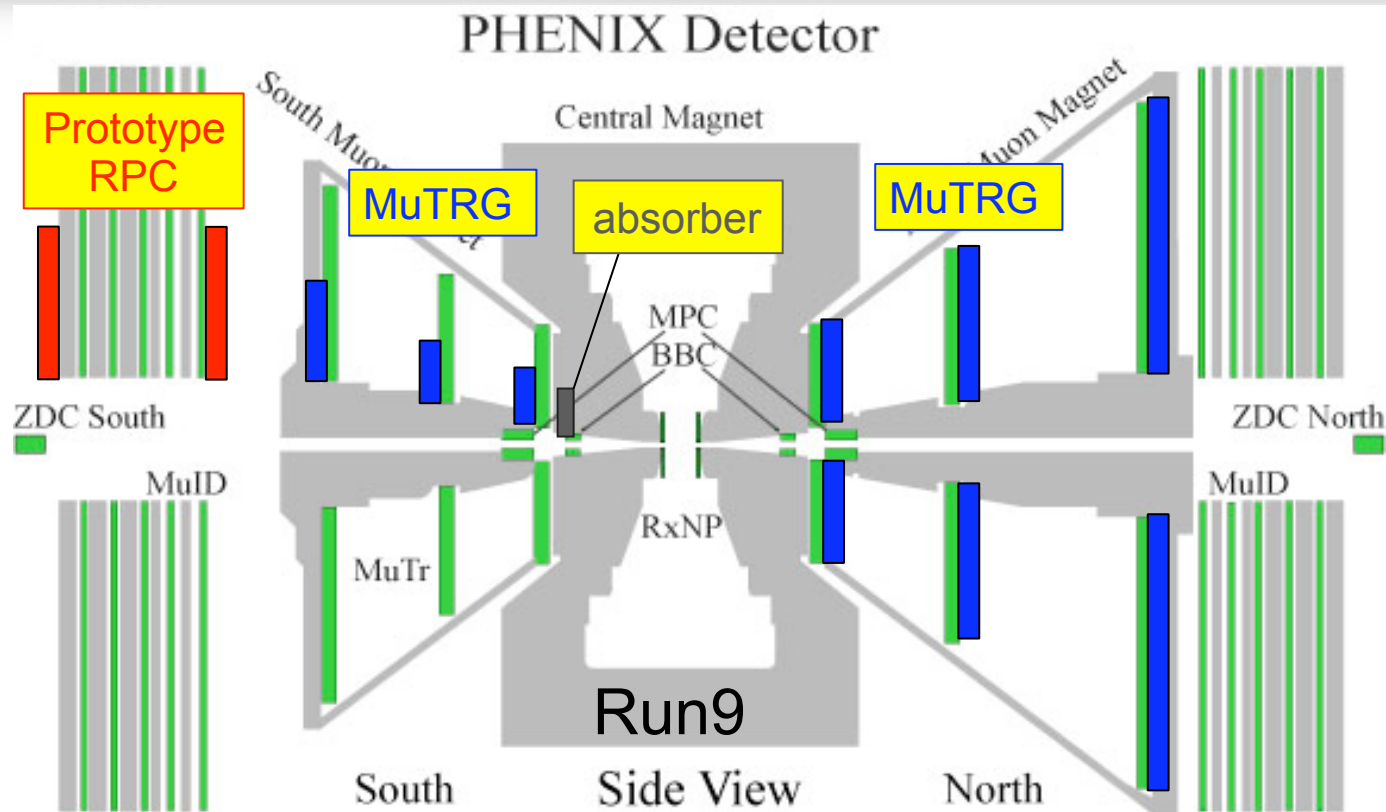 PHENIX Detector
Prototype
RPC
South Muon
et
Central Magnet
Muon Magnet
MuTRG
absorber
MuTRG
MPC
BBC
ZDC South
ZDC North
MuID
MuID
RxNP
MuTr
Run9
South
Side View
North